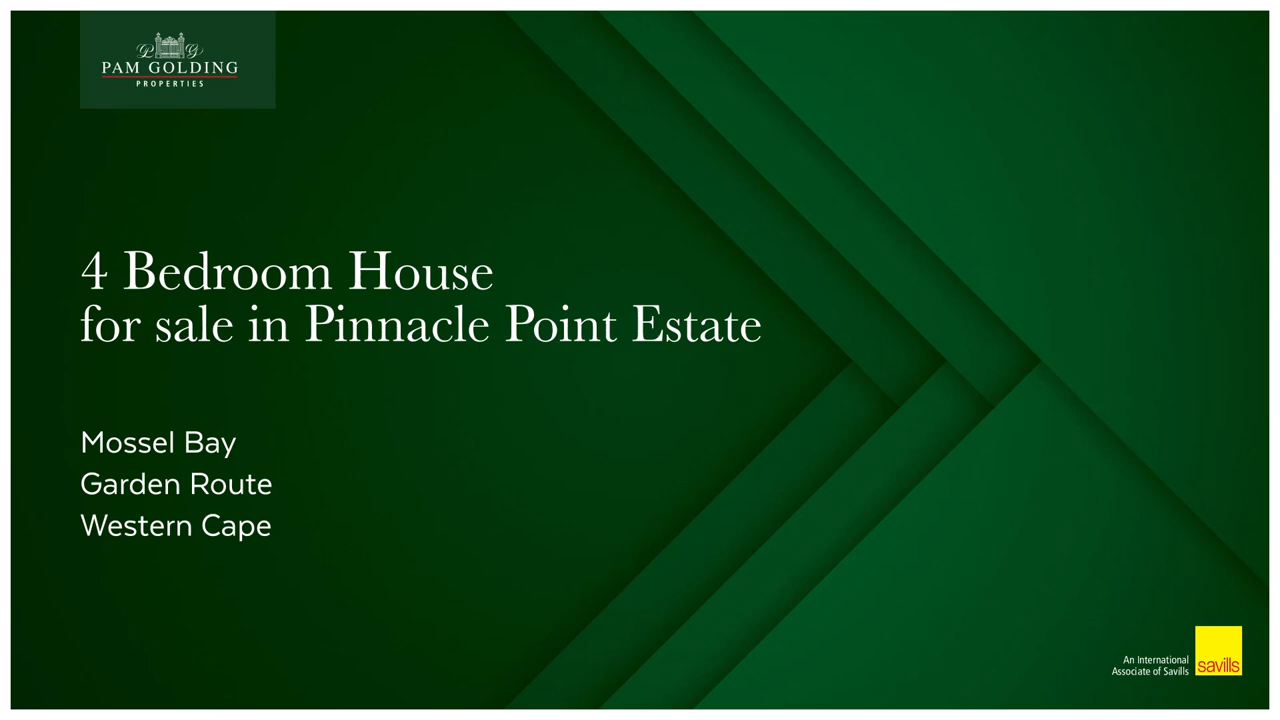 PG
PAM GOLDING
PROPERTIES
4 Bedroom House
for sale in Pinnacle Point Estate
Mossel Bay
Garden Route
Western Cape
An International
Associate of Savills
savills